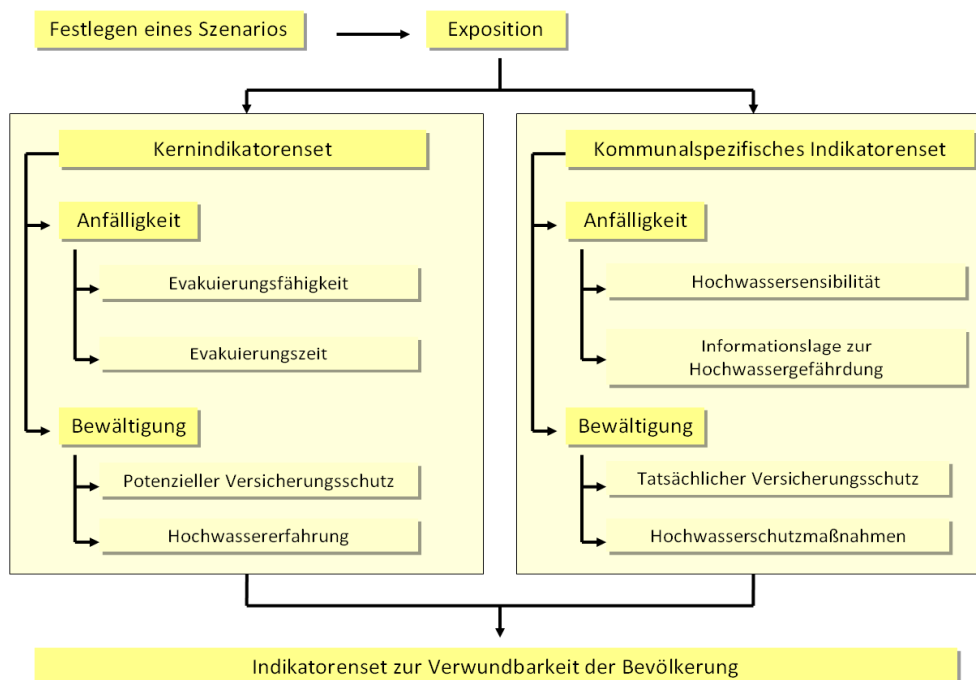 Festlegen eines Szenarios
Exposition
Kernindikatorenset
Anfälligkeit
Evakuierungsfähigkeit
Evakuierungszeit
Bewältigung
Potenzieller Versicherungsschutz
Hochwassererfahrung
Kommunalspezifisches Indikatorenset
Anfälligkeit
Hochwassersensibilität
Informationslage zur
Hochwassergefährdung
Bewältigung
Tatsächlicher Versicherungsschutz
Hochwasserschutzmaßnahmen
Indikatorenset zur Verwundbarkeit der Bevölkerung